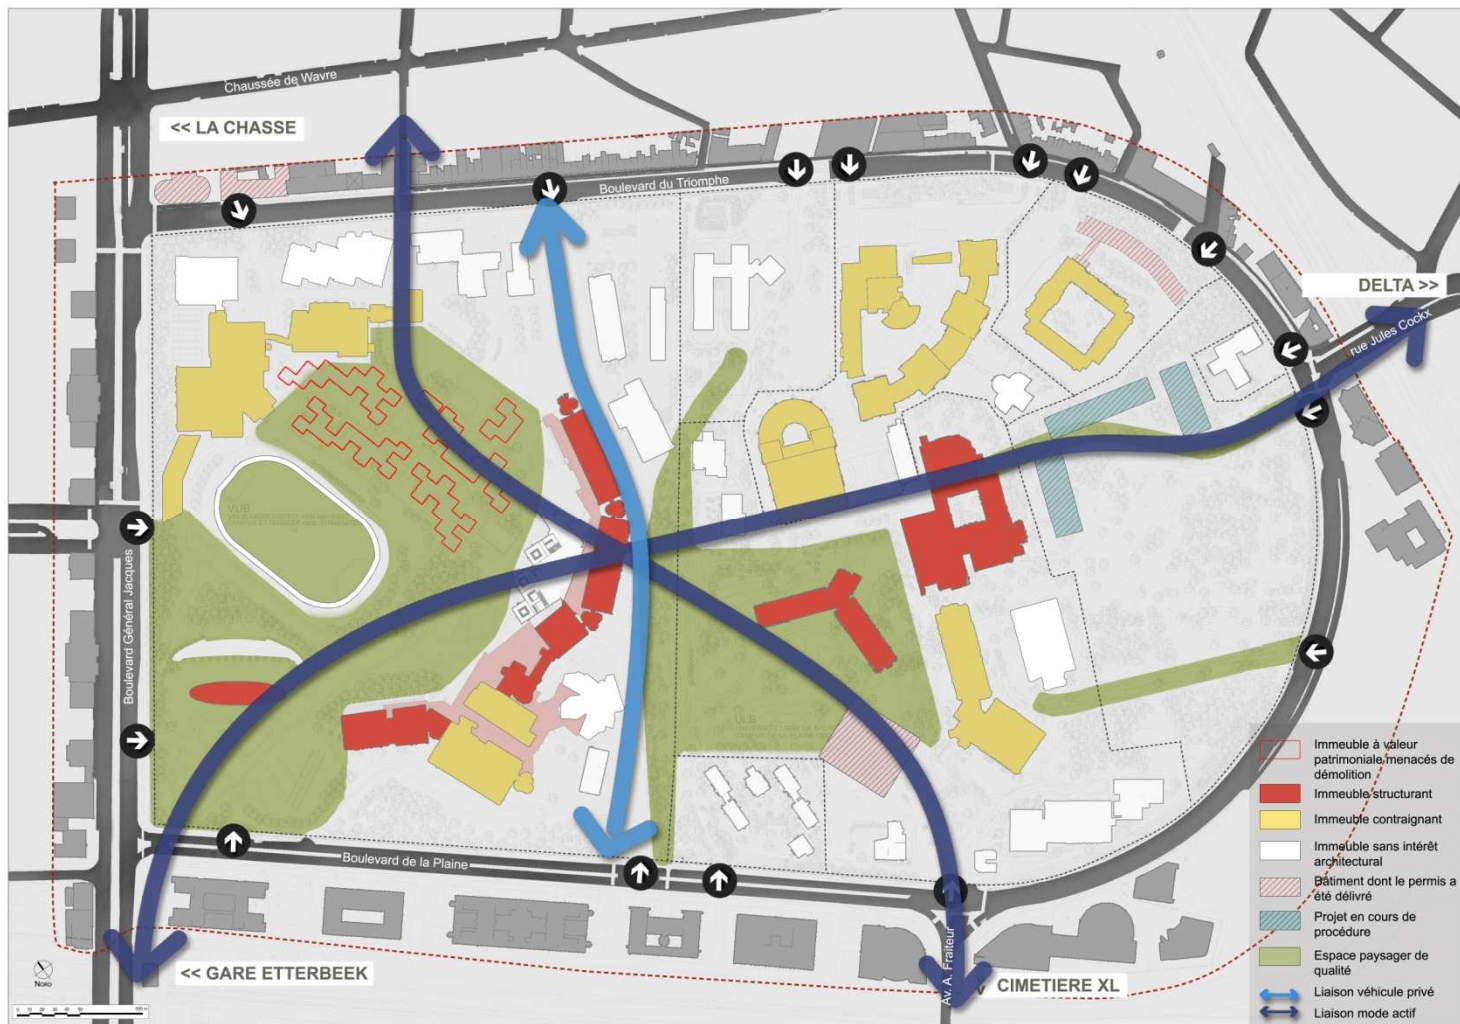 Chaussée de Wavre
<< LA CHASSE
Boulevard du Triomphe
DELTA >>
rue Jules Cockx
VUB
Boulevard Général Jacques
ULB
Boulevard de la Plaine
Av. A. Fraiteur
<< GARE ETTERBEEK
CIMETIERE XL
NORD
Immeuble à valeur
patrimoniale menacés de
démolition
Immeuble structurant
Immeuble contraignant
Immeuble sans intérêt
architectural
Bâtiment dont le permis a
été délivré
Projet en cours de
procédure
Espace paysager de
qualité
Liaison véhicule privé
Liaison mode actif